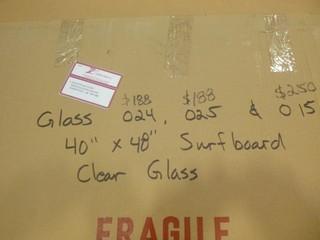 $188 $188 $250
Glass 024, 025 & 015
40" x 48" Surfboard
Clear Glass
FRAGILE